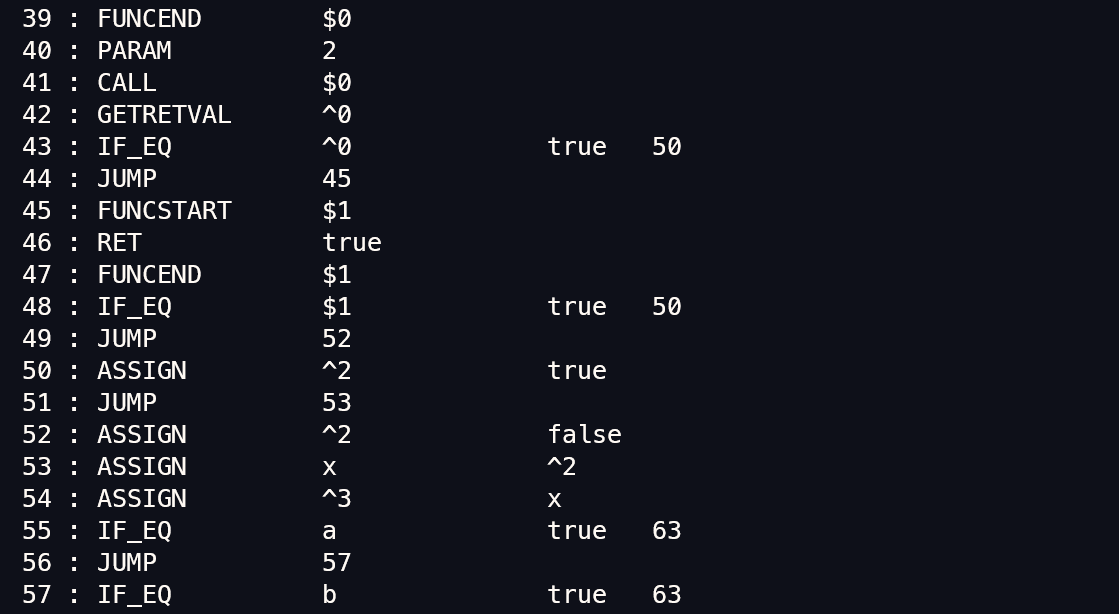 39 : FUNCEND $0
40 : PARAM 2
41 : CALL $0
42 : GETRETVAL ^0
43 : IF_EQ ^0 true 50
44 : JUMP 45
45 : FUNCSTART $1
46 : RET true
47 : FUNCEND $1
48 : IF_EQ $1 true 50
49 : JUMP 52
50 : ASSIGN ^2 true
51 : JUMP 53
52 : ASSIGN ^2 false
53 : ASSIGN x ^2
54 : ASSIGN ^3 x
55 : IF_EQ a true 63
56 : JUMP 57
57 : IF_EQ b true 63